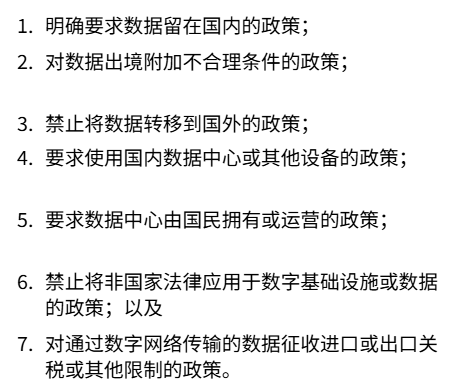 1. 明确要求数据留在国内的政策；
2. 对数据出境附加不合理条件的政策；
3. 禁止将数据转移到国外的政策；
4. 要求使用国内数据中心或其他设备的政策；
5. 要求数据中心由国民拥有或运营的政策；
6. 禁止将非国家法律应用于数字基础设施或数据
的政策；以及
7. 对通过数字网络传输的数据征收进口或出口关
税或其他限制的政策。